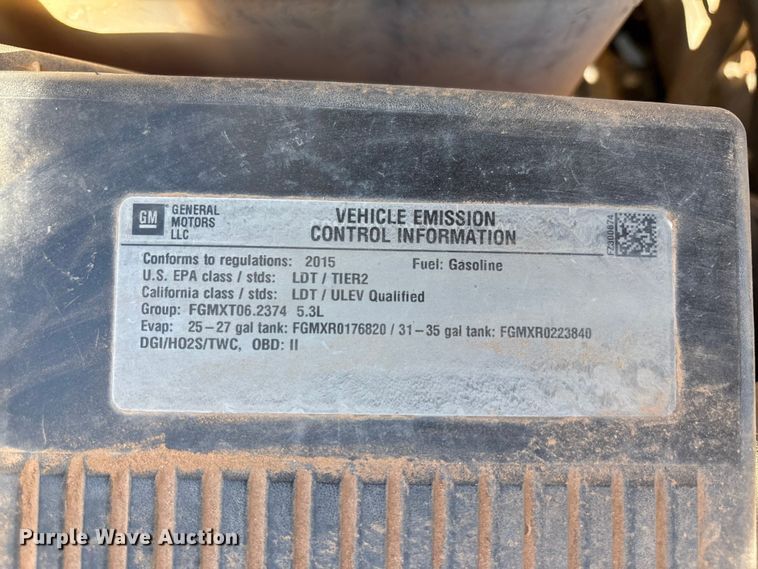 GM
GENERAL
MOTORS
LLC
VEHICLE EMISSION
CONTROL INFORMATION
Conforms to regulations: 2015 Fuel: Gasoline
U.S. EPA class / stds: LDT / TIER2
California class / stds: LDT / ULEV Qualified
Group: FGMXT06.2374 5.3L
Evap: 25-27 gal tank: FGMXR0176820 / 31-35 gal tank: FGMXR0223840
DGI/HO2S/TWC, OBD: II
Purple Wave Auction